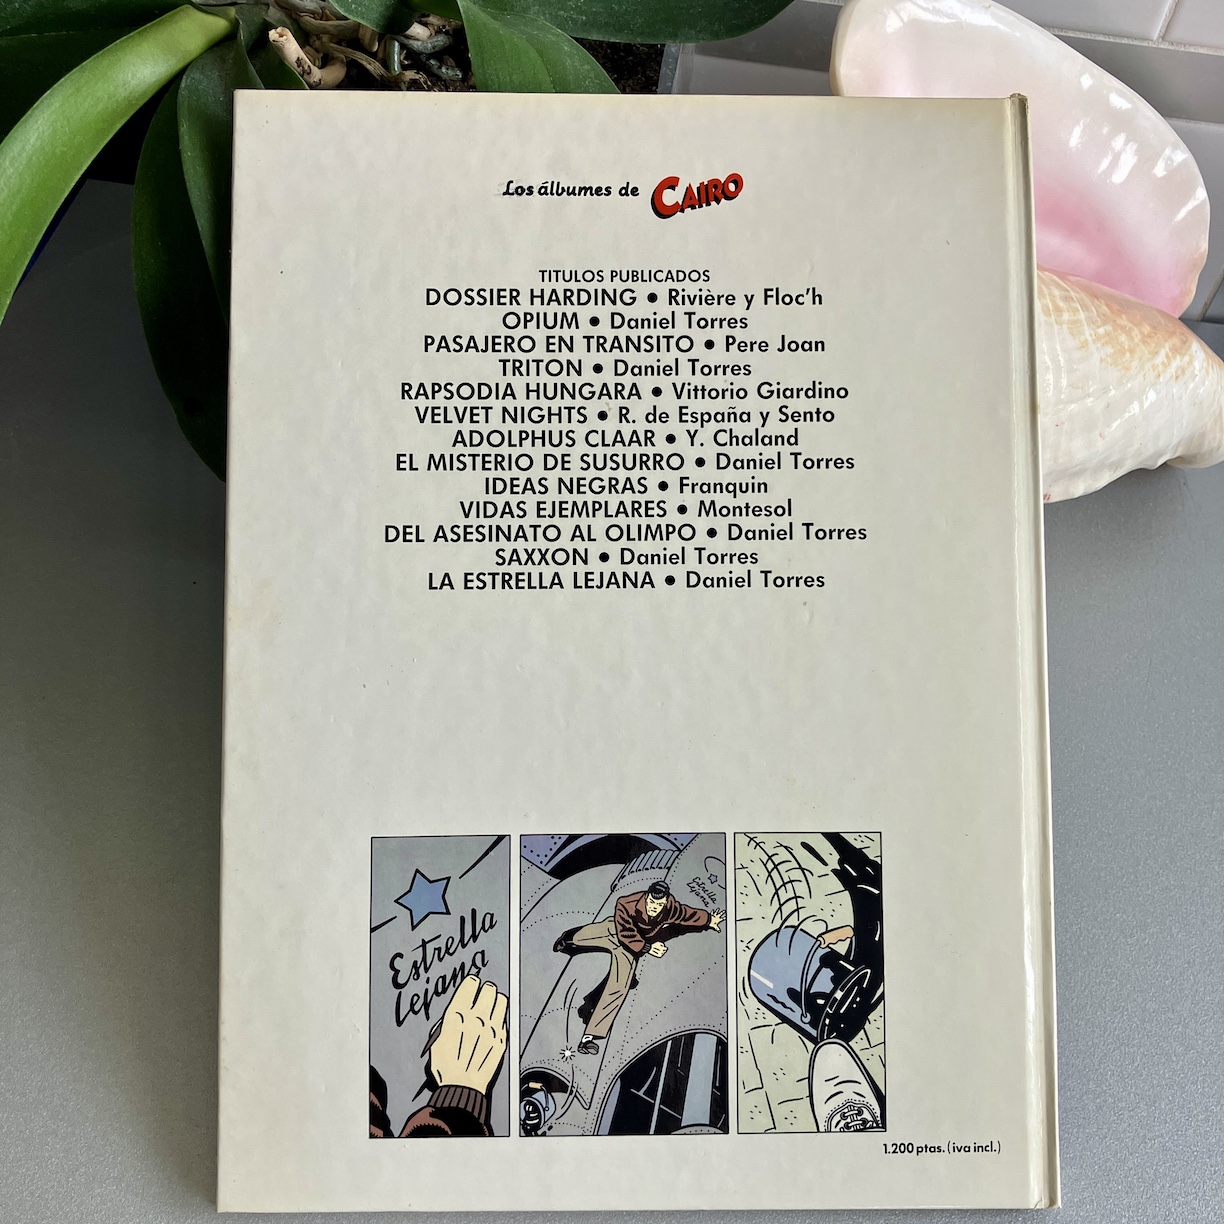 Los álbumes de CAIRO
TITULOS PUBLICADOS
DOSSIER HARDING • Rivière y Floc'h
OPIUM • Daniel Torres
PASAJERO EN TRANSITO • Pere Joan
TRITON • Daniel Torres
RAPSODIA HUNGARA • Vittorio Giardino
VELVET NIGHTS • R. de España y Sento
ADOLPHUS CLAAR • Y. Chaland
EL MISTERIO DE SUSURRO • Daniel Torres
IDEAS NEGRAS • Franquin
VIDAS EJEMPLARES • Montesol
DEL ASESINATO AL OLIMPO • Daniel Torres
SAXXON • Daniel Torres
LA ESTRELLA LEJANA • Daniel Torres
Estrella
Lejana
Estrella
Lejana
1.200 ptas. (iva incl.)